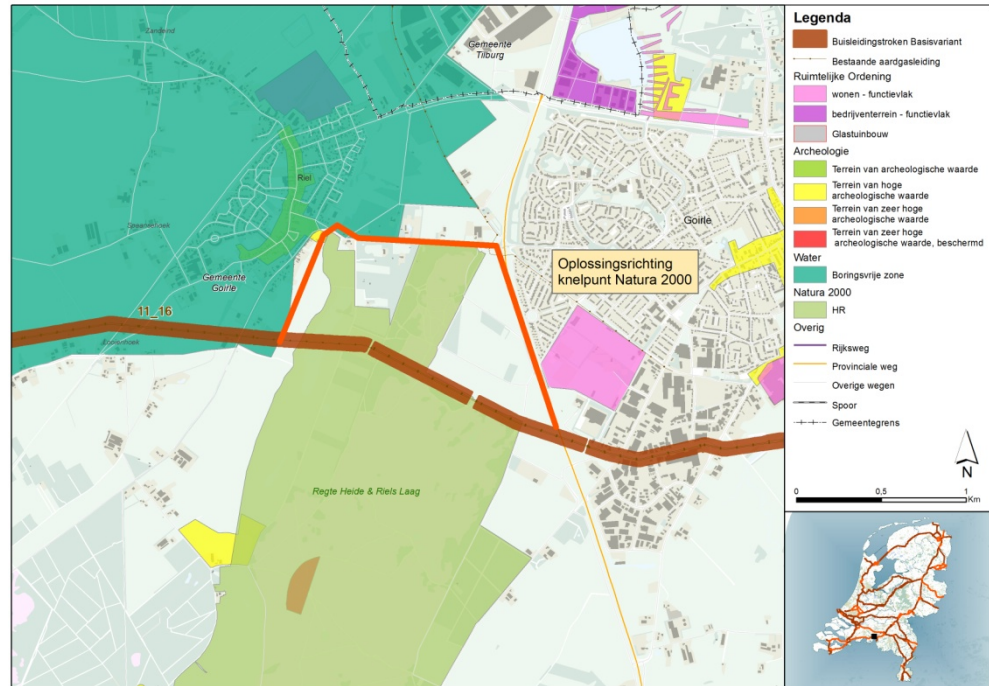 Zandeind
Gemeente
Tilburg
Riel
Gemeente
Goirle
11_16
Zoorenhoek
Goirle
Oplossingsrichting
knelpunt Natura 2000
Regte Heide & Riels Laag
Legenda
Buisleidingstroken Basisvariant
Bestaande aardgasleiding
Ruimtelijke Ordening
wonen - functievlak
bedrijventerrein - functievlak
Glastuinbouw
Archeologie
Terrein van archeologische waarde
Terrein van hoge
archeologische waarde
Terrein van zeer hoge
archeologische waarde
Terrein van zeer hoge
archeologische waarde, beschermd
Water
Boringsvrije zone
Natura 2000
HR
Overig
Rijksweg
Provinciale weg
Overige wegen
Spoor
Gemeentegrens
N
0 0,5 1
Km